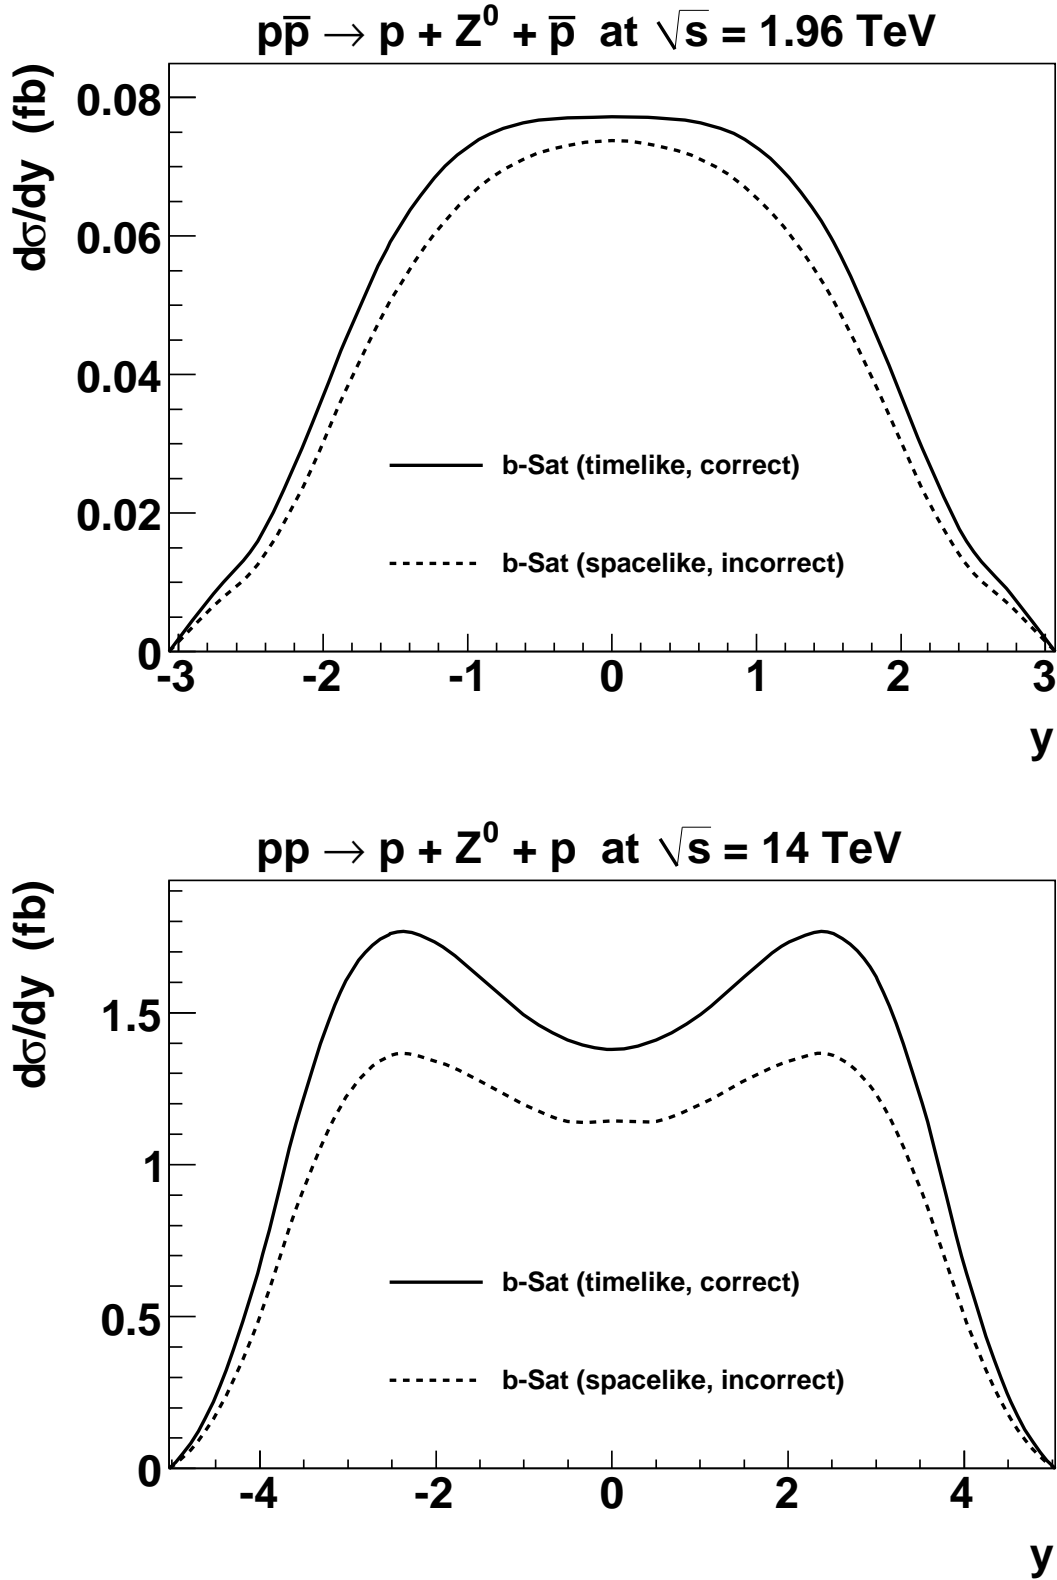 pp̅ → p + Z⁰ + p̅ at √s = 1.96 TeV
dσ/dy (fb)
0.08
0.06
0.04
0.02
0
b-Sat (timelike, correct)
b-Sat (spacelike, incorrect)
-3 -2 -1 0 1 2 3
y
pp → p + Z⁰ + p at √s = 14 TeV
dσ/dy (fb)
1.5
1
0.5
0
b-Sat (timelike, correct)
b-Sat (spacelike, incorrect)
-4 -2 0 2 4
y